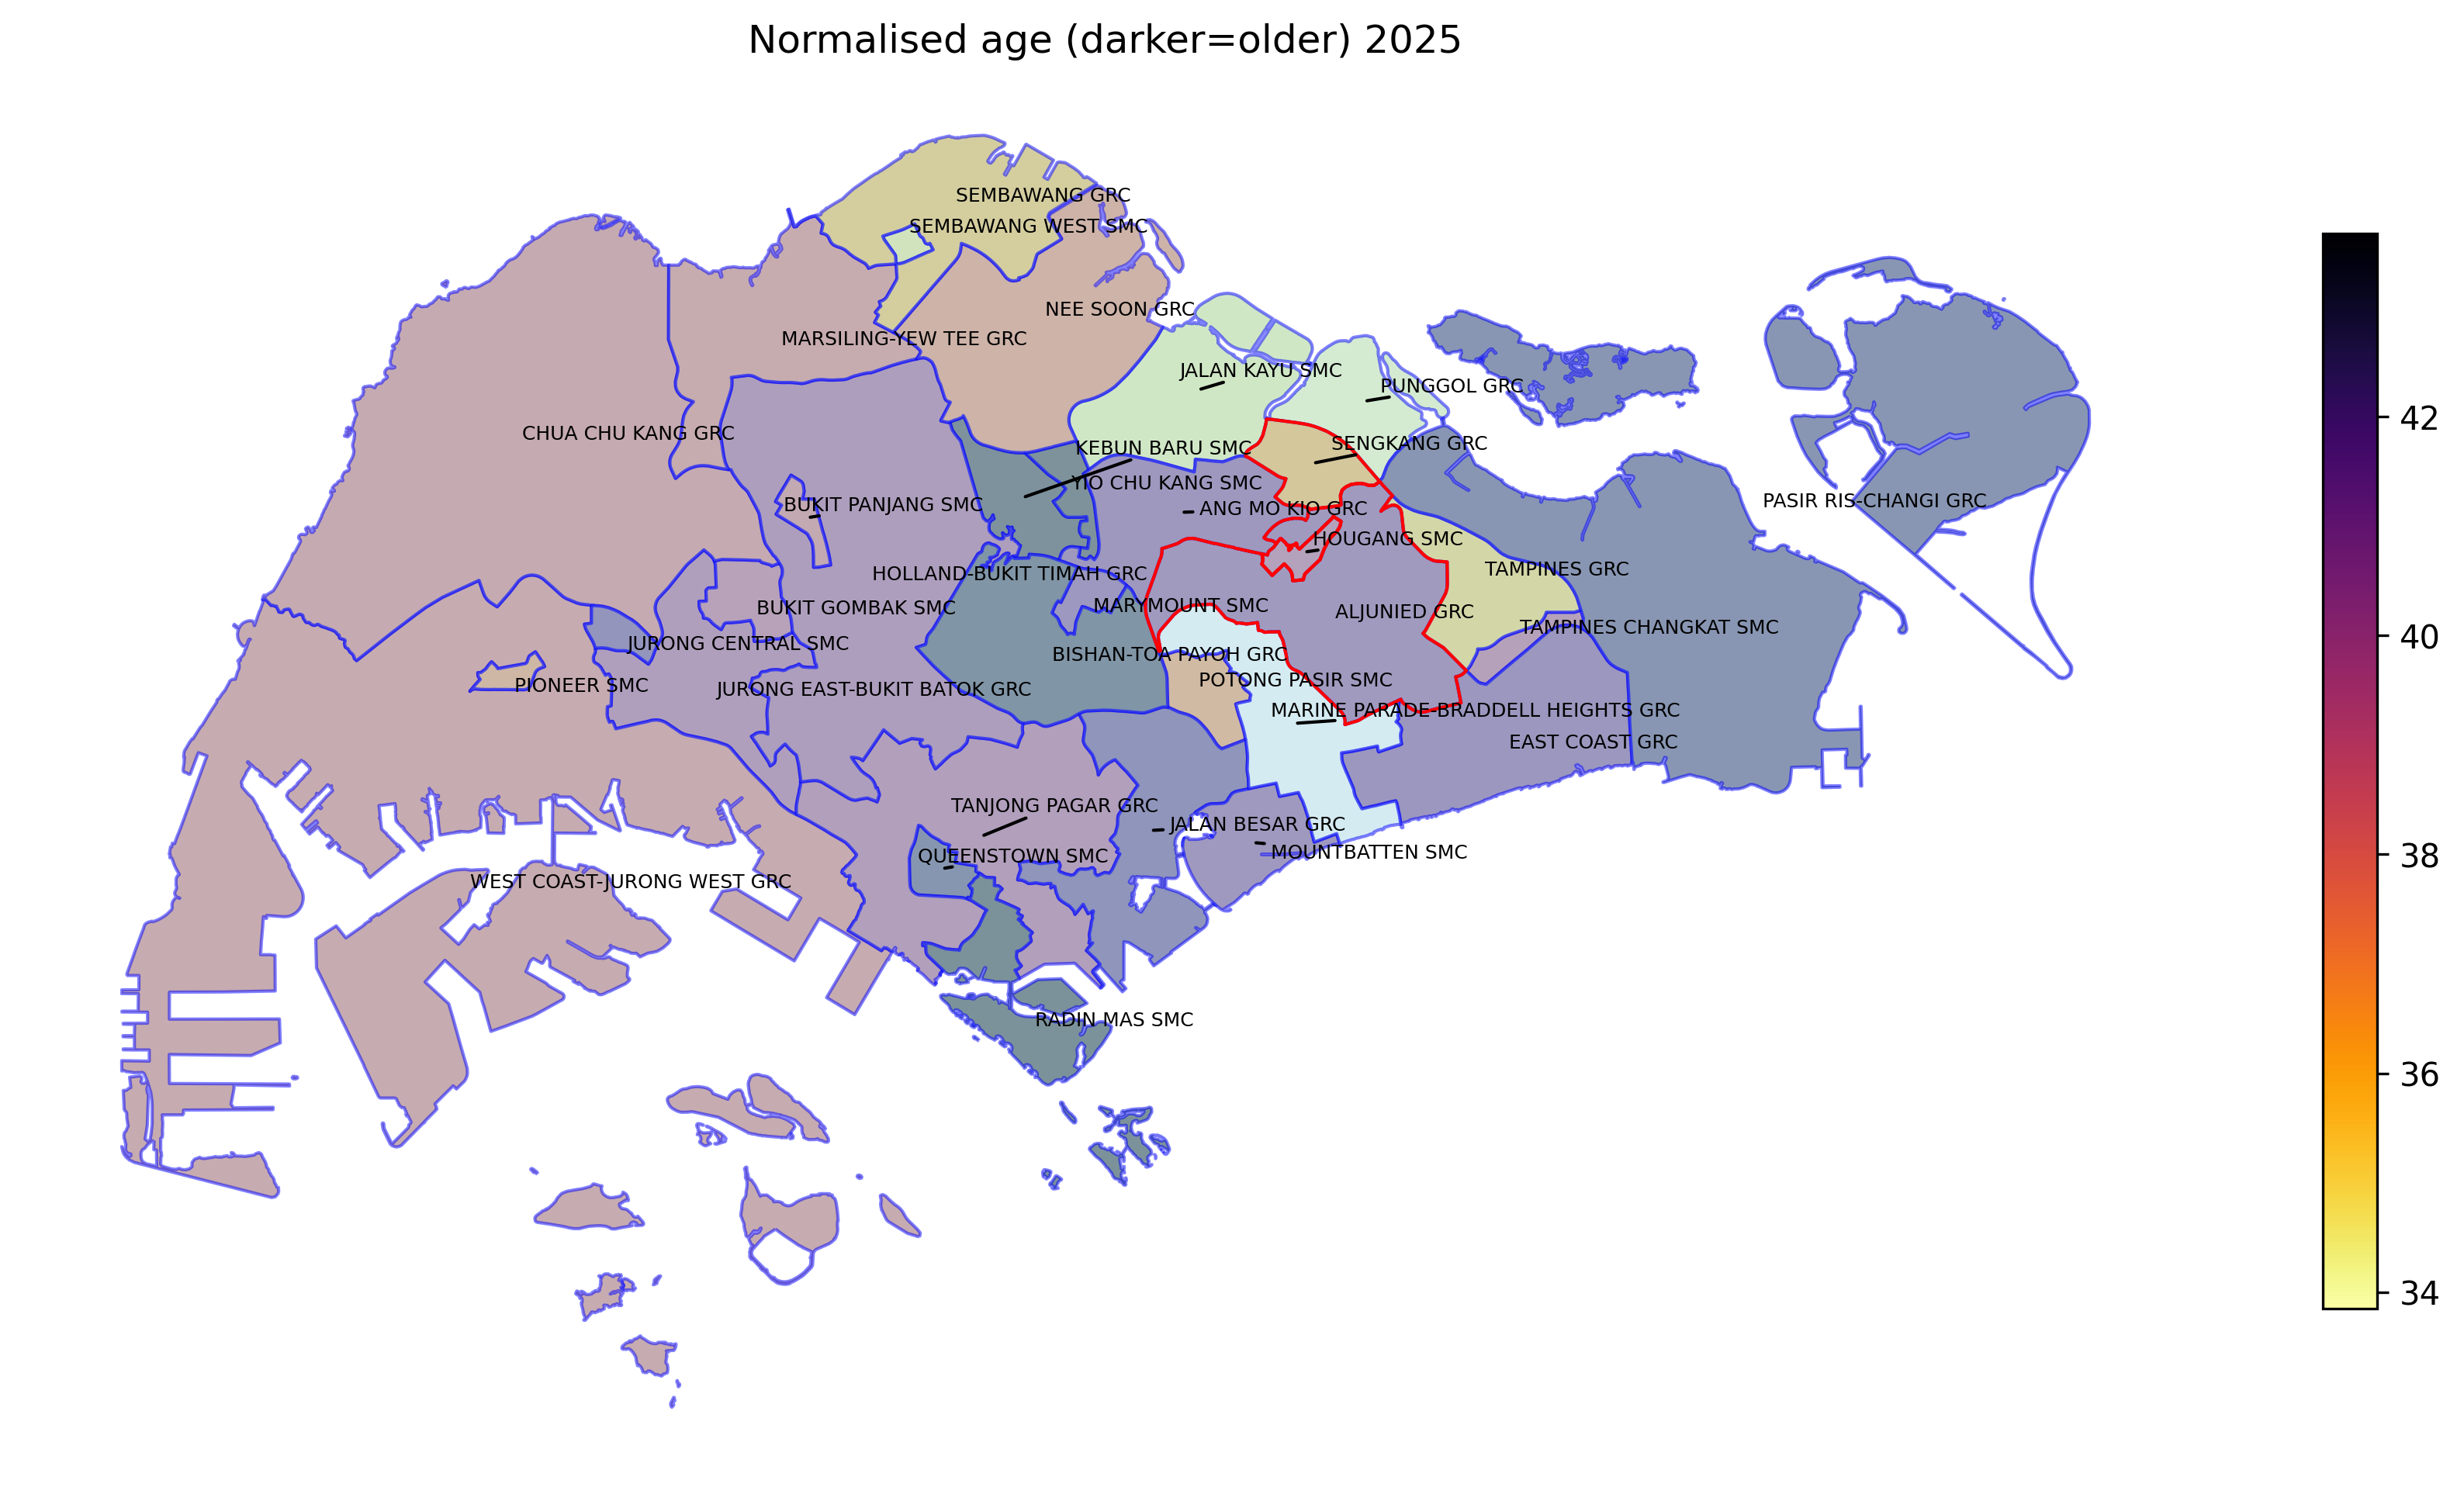 Normalised age (darker=older) 2025
SEMBAWANG GRC
SEMBAWANG WEST SMC
NEE SOON GRC
MARSILING-YEW TEE GRC
JALAN KAYU SMC
PUNGGOL GRC
CHUA CHU KANG GRC
KEBUN BARU SMC
SENGKANG GRC
YIO CHU KANG SMC
BUKIT PANJANG SMC
ANG MO KIO GRC
PASIR RIS-CHANGI GRC
HOUGANG SMC
HOLLAND-BUKIT TIMAH GRC
TAMPINES GRC
BUKIT GOMBAK SMC
MARYMOUNT SMC
ALJUNIED GRC
TAMPINES CHANGKAT SMC
JURONG CENTRAL SMC
BISHAN-TOA PAYOH GRC
PIONEER SMC
JURONG EAST-BUKIT BATOK GRC
POTONG PASIR SMC
MARINE PARADE-BRADDELL HEIGHTS GRC
EAST COAST GRC
TANJONG PAGAR GRC
JALAN BESAR GRC
QUEENSTOWN SMC
MOUNTBATTEN SMC
WEST COAST-JURONG WEST GRC
RADIN MAS SMC
42
40
38
36
34